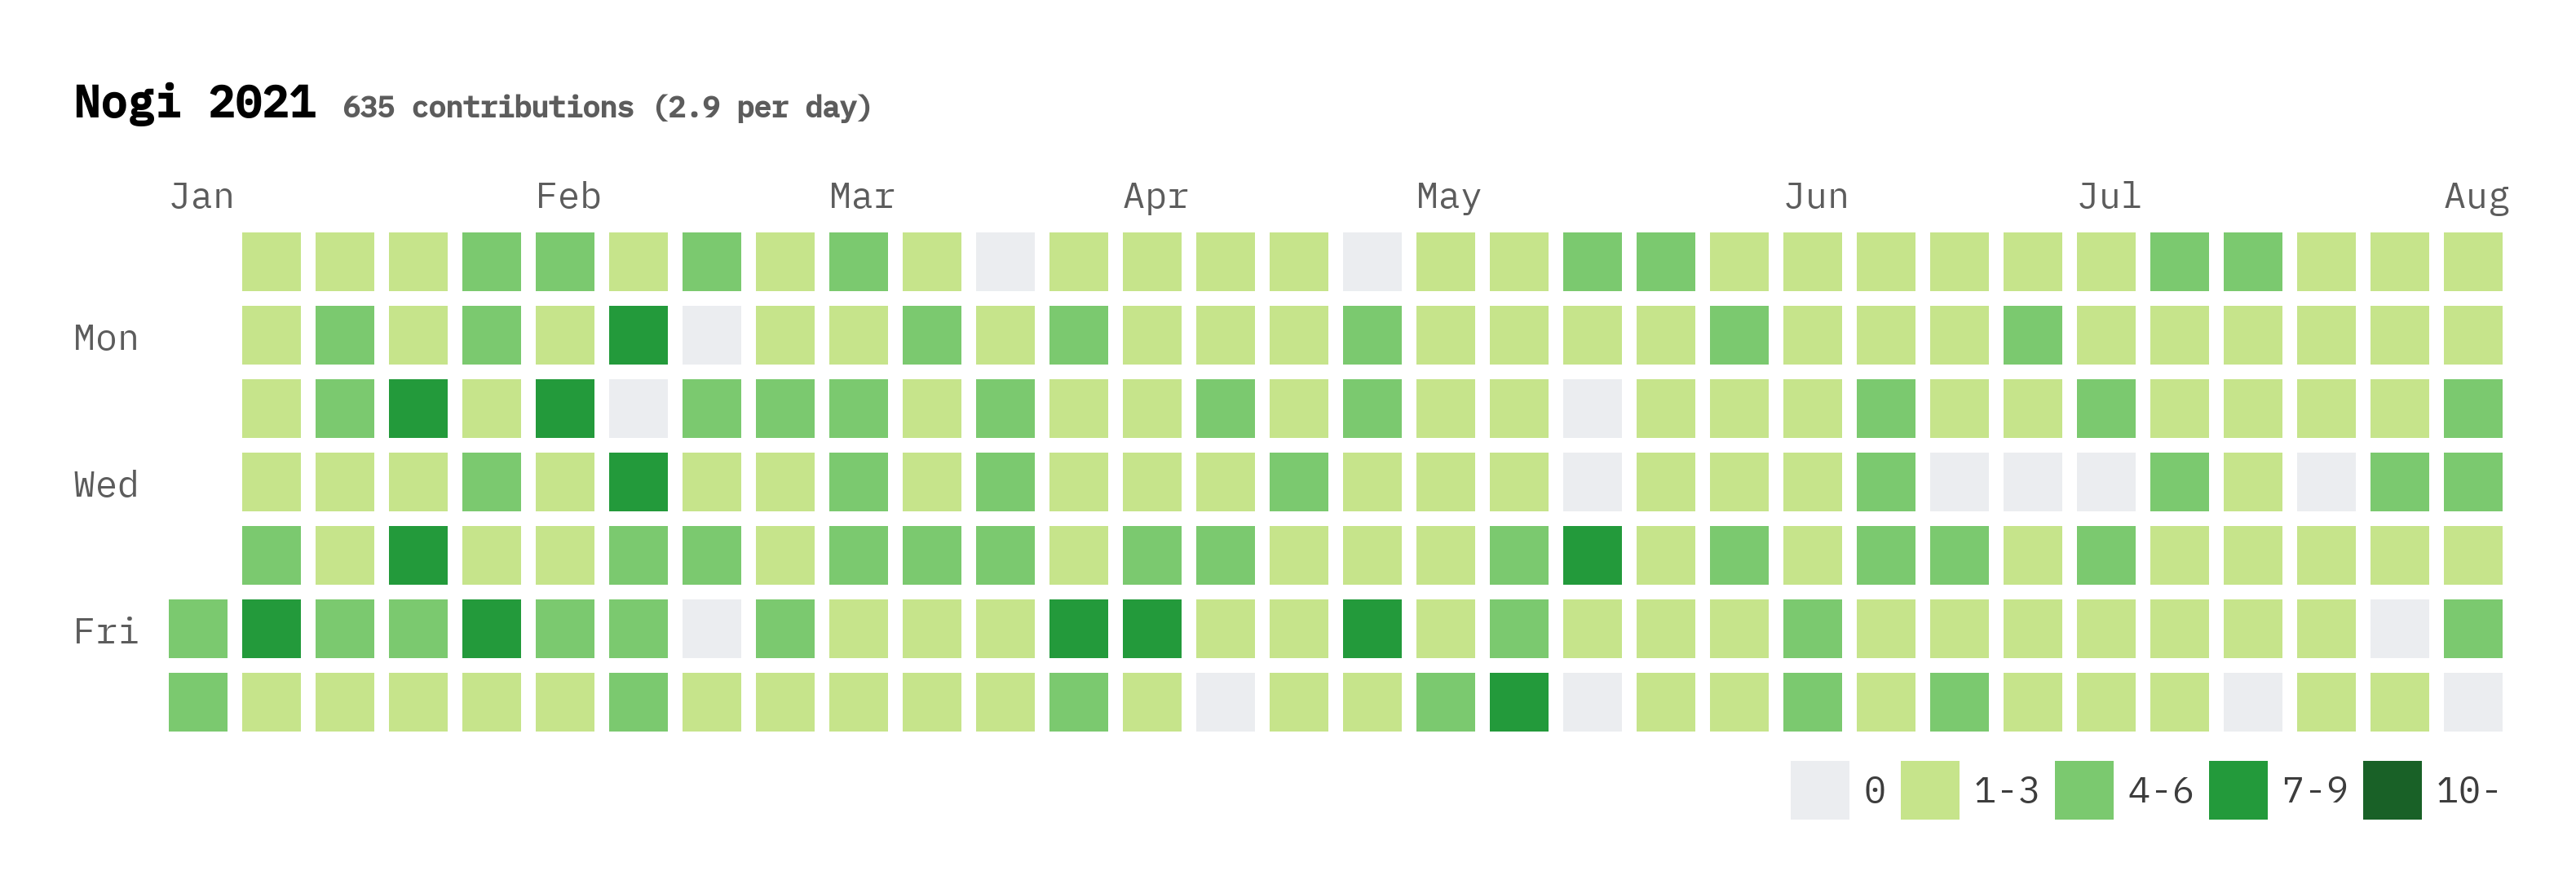 Nogi 2021 635 contributions (2.9 per day)
Jan Feb Mar Apr May Jun Jul Aug
Mon
Wed
Fri
0 1-3 4-6 7-9 10-